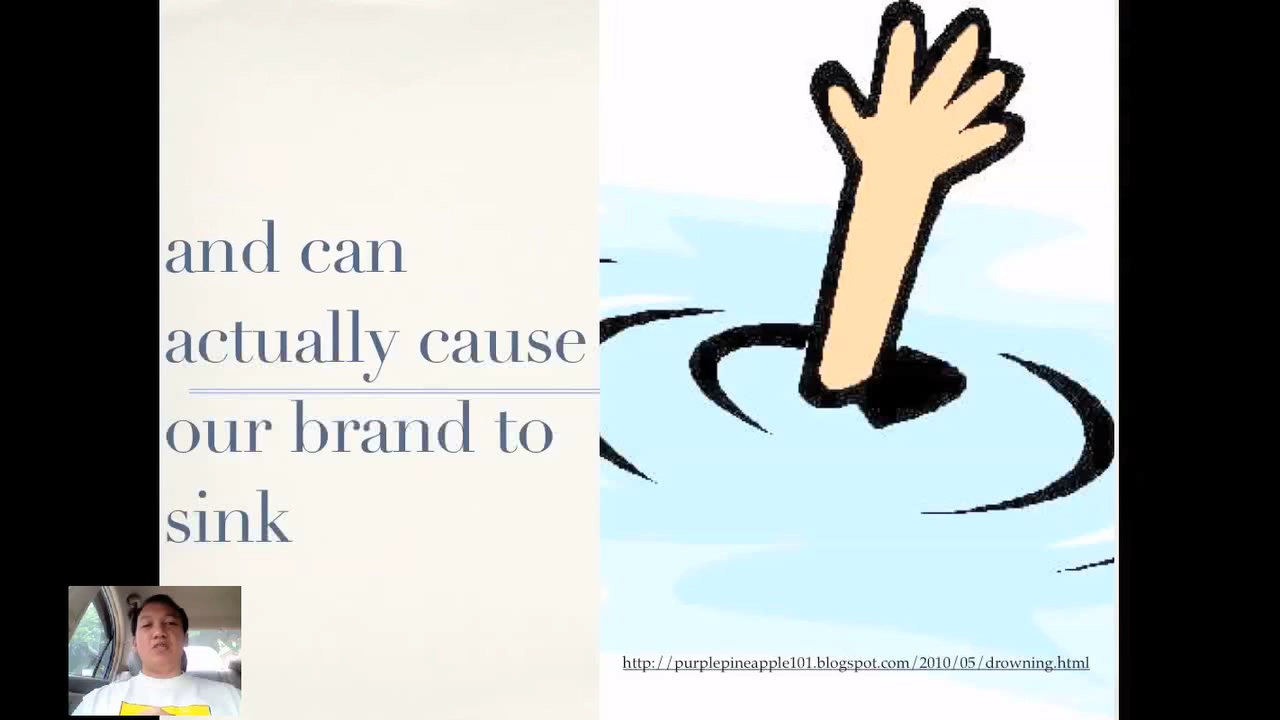 and can
actually cause
our brand to
sink
http://purplepineapple101.blogspot.com/2010/05/drowning.html